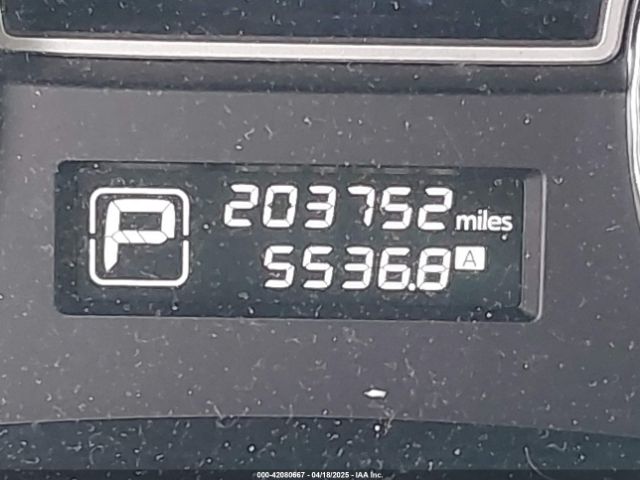 P
203752 miles
5536.8 A
000-42080667 - 04/18/2025 - IAA Inc.